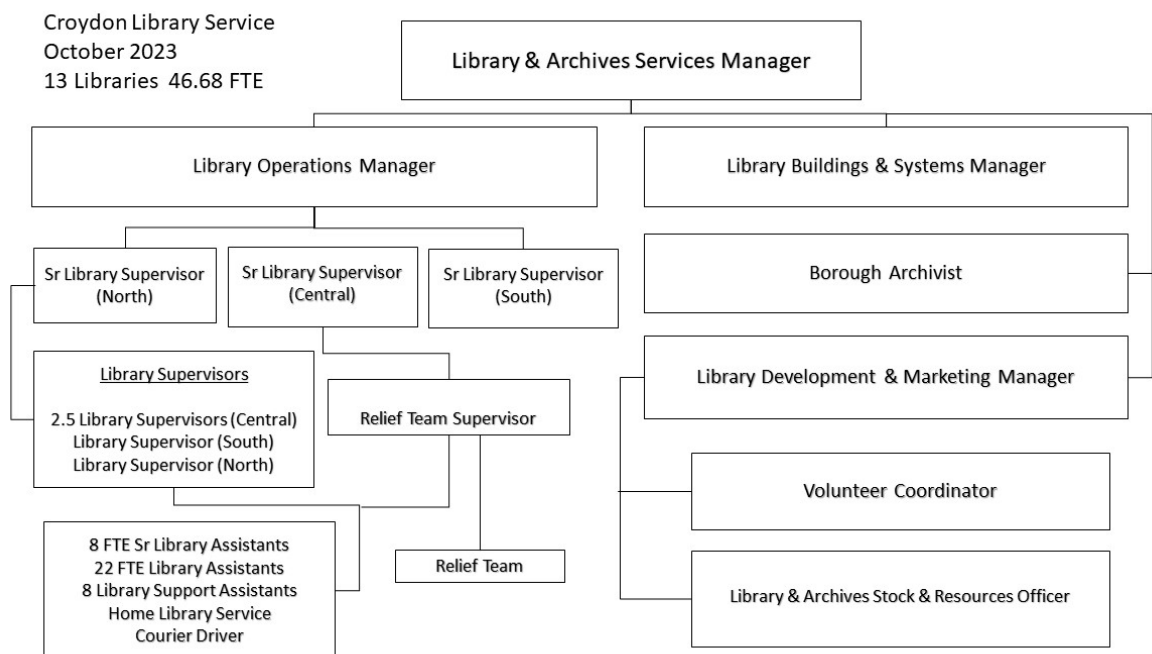 Croydon Library Service
October 2023
13 Libraries 46.68 FTE
Library & Archives Services Manager
Library Operations Manager
Library Buildings & Systems Manager
Sr Library Supervisor
(North)
Sr Library Supervisor
(Central)
Sr Library Supervisor
(South)
Borough Archivist
Library Supervisors
2.5 Library Supervisors (Central)
Library Supervisor (South)
Library Supervisor (North)
Relief Team Supervisor
Library Development & Marketing Manager
Volunteer Coordinator
8 FTE Sr Library Assistants
22 FTE Library Assistants
8 Library Support Assistants
Home Library Service
Courier Driver
Relief Team
Library & Archives Stock & Resources Officer